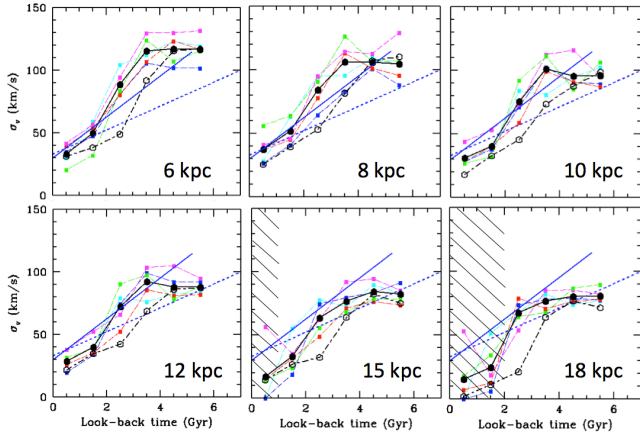 150
100
50
0
σv (km/s)
6 kpc
8 kpc
10 kpc
150
100
50
0
σv (km/s)
12 kpc
15 kpc
18 kpc
0 2 4 6
0 2 4 6
0 2 4 6
Look-back time (Gyr)
Look-back time (Gyr)
Look-back time (Gyr)